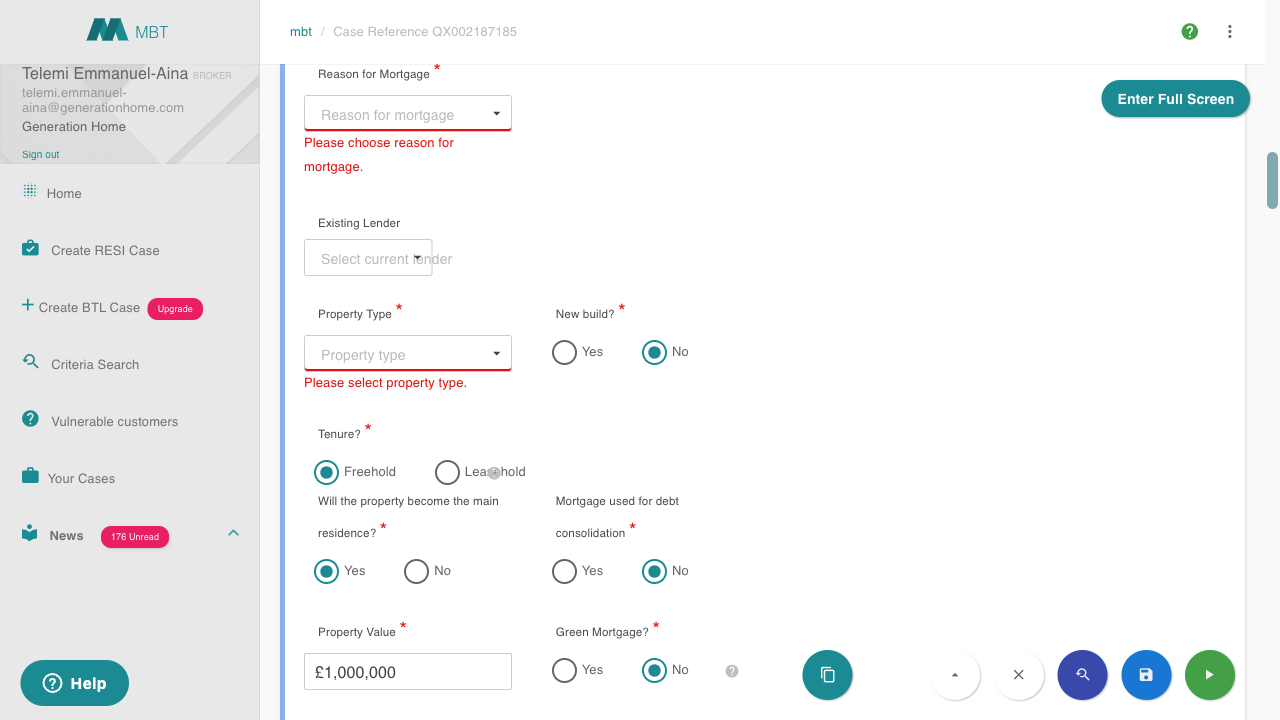 MBT
mbt / Case Reference QX002187185
Telemi Emmanuel-Aina BROKER
telemi.emmanuel-
aina@generationhome.com
Generation Home
Sign out
Home
Create RESI Case
Create BTL Case Upgrade
Criteria Search
Vulnerable customers
Your Cases
News 176 Unread
Help
Enter Full Screen
Reason for Mortgage *
Reason for mortgage
Please choose reason for
mortgage.
Existing Lender
Select current lender
Property Type * New build? *
Property type Yes No
Please select property type.
Tenure? *
Freehold Leasehold
Will the property become the main
residence? *
Mortgage used for debt
consolidation *
Yes No Yes No
Property Value * Green Mortgage? *
£1,000,000 Yes No